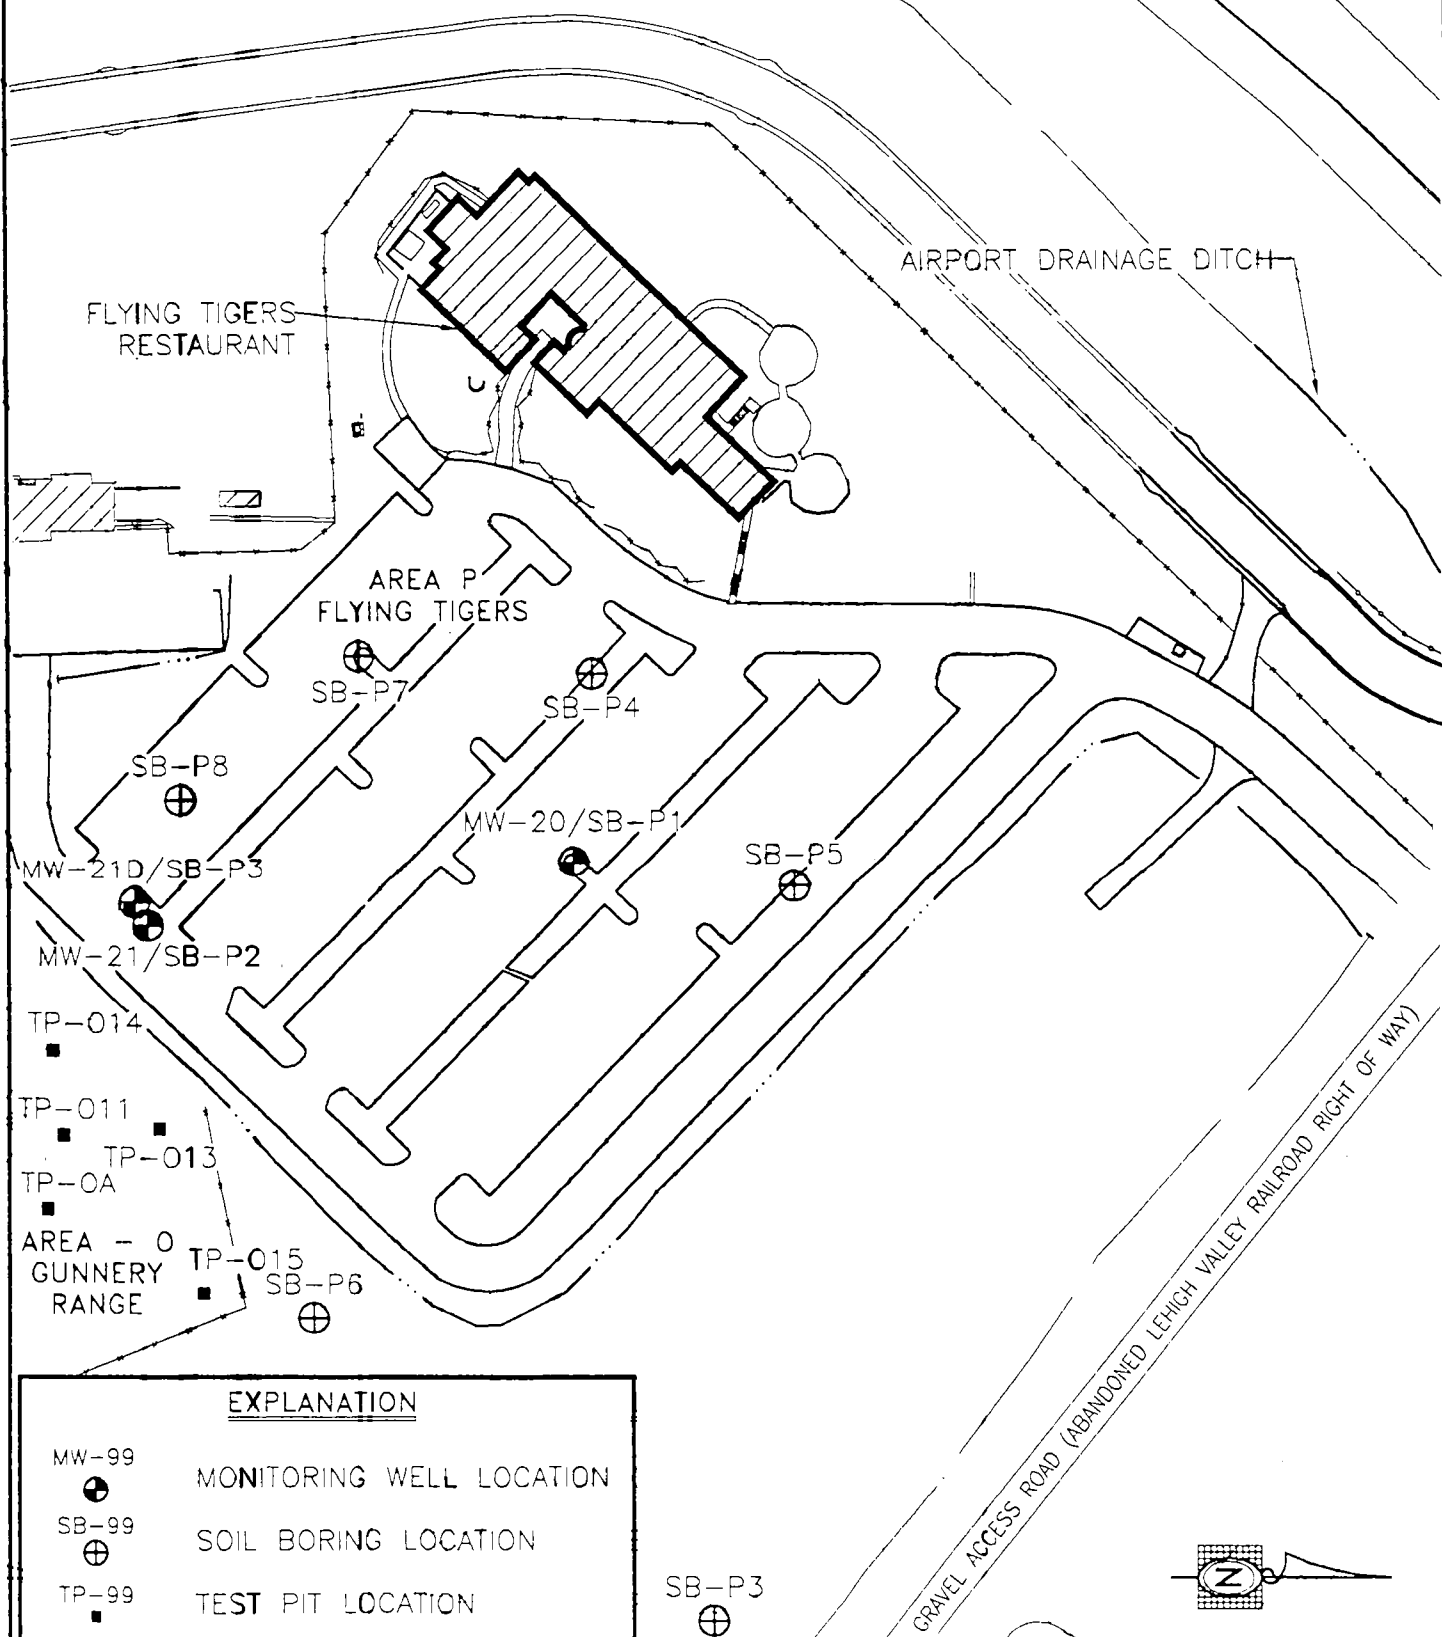 AIRPORT DRAINAGE DITCH
FLYING TIGERS
RESTAURANT
AREA P
FLYING TIGERS
SB-P7
SB-P4
SB-P8
MW-20/SB-P1
SB-P5
MW-21D/SB-P3
MW-21/SB-P2
TP-014
TP-011
TP-013
TP-0A
AREA - 0
GUNNERY
RANGE
TP-015
SB-P6
GRAVEL ACCESS ROAD (ABANDONED LEHIGH VALLEY RAILROAD RIGHT OF WAY)
EXPLANATION
MW-99
MONITORING WELL LOCATION
SB-99
SOIL BORING LOCATION
TP-99
TEST PIT LOCATION
SB-P3
N